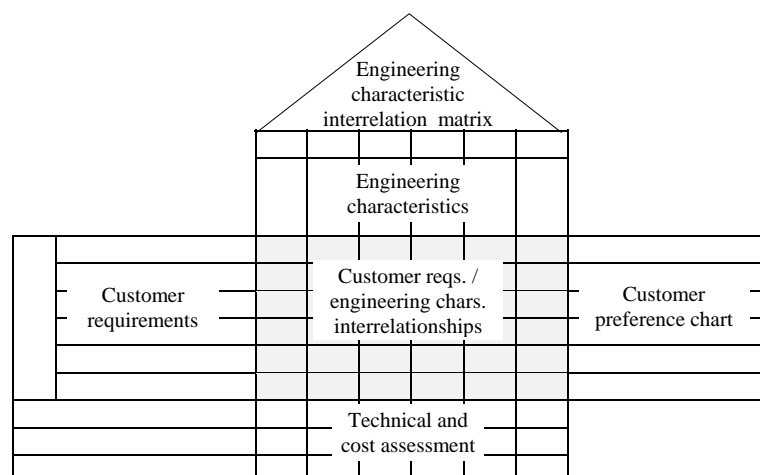 Engineering
characteristic
interrelation matrix
Engineering
characteristics
Customer
requirements
Customer reqs. /
engineering chars.
interrelationships
Customer
preference chart
Technical and
cost assessment